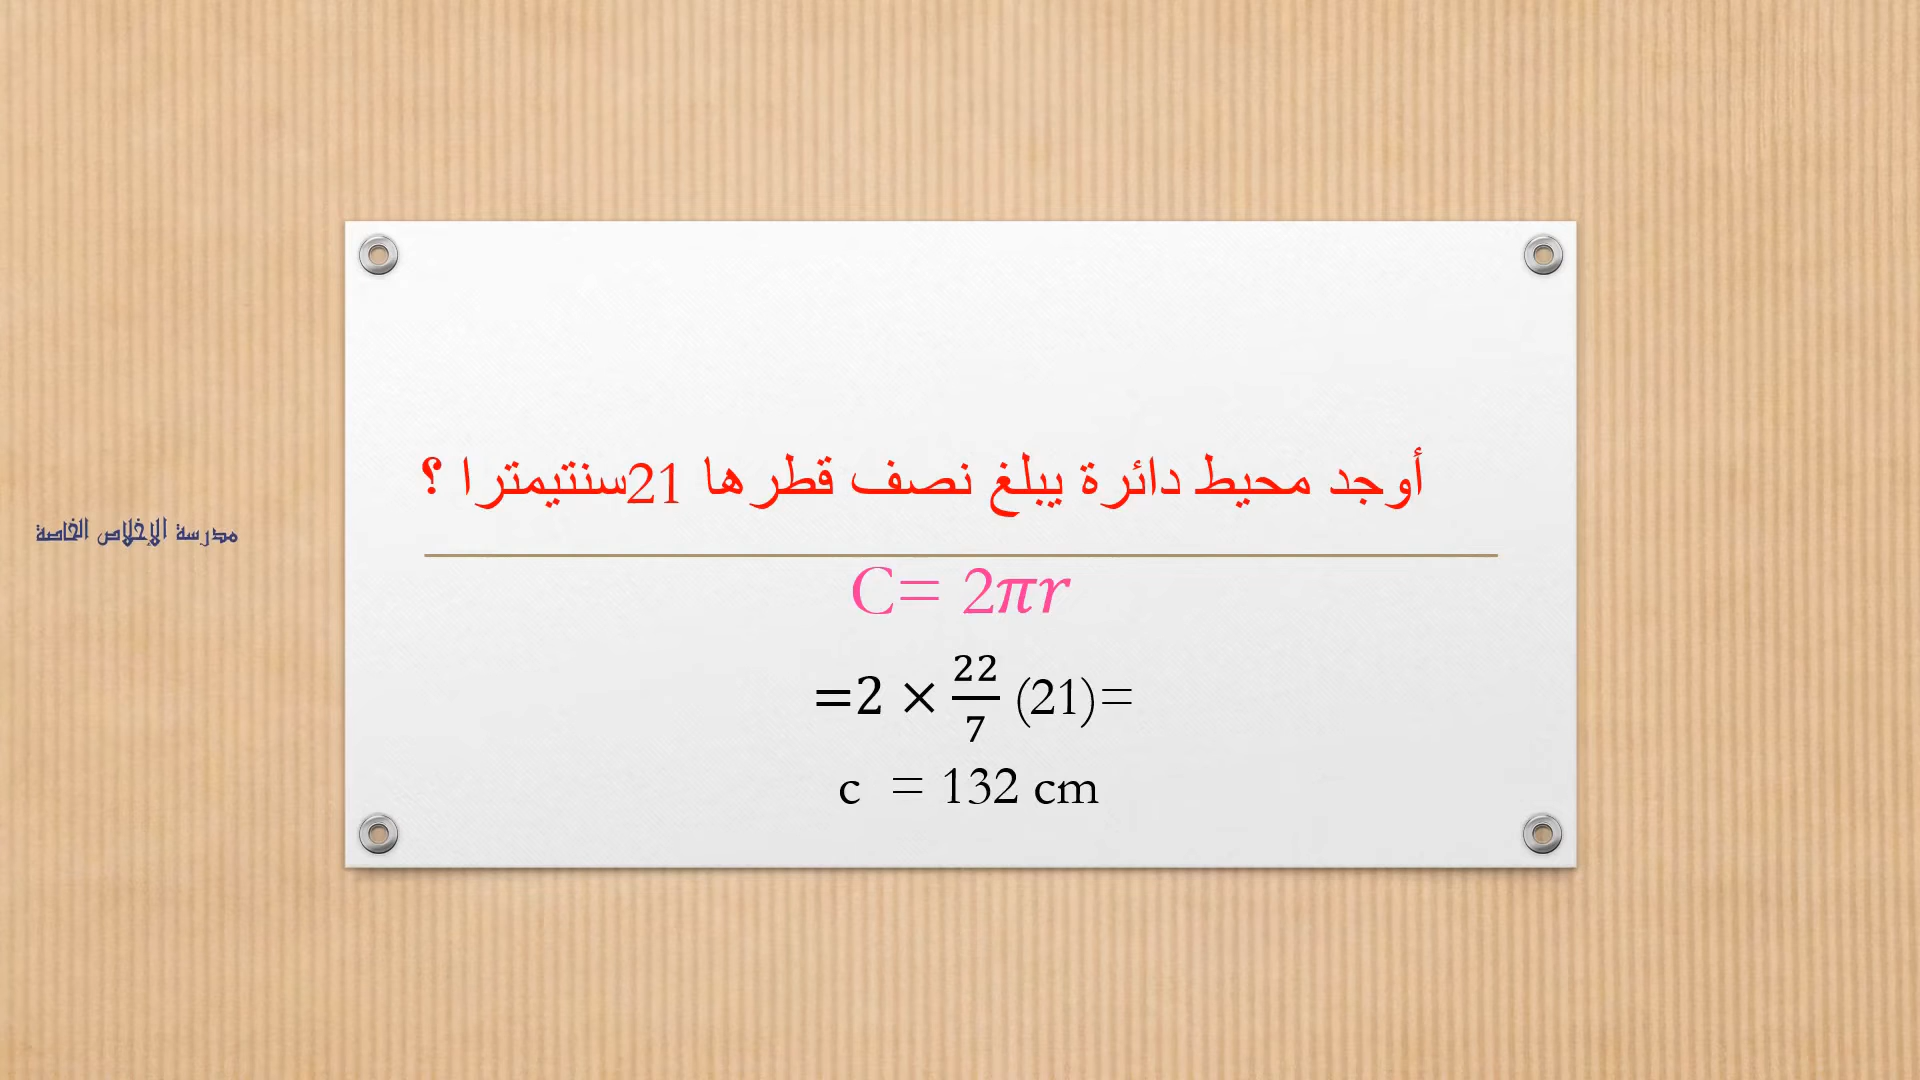 أوجد محيط دائرة يبلغ نصف قطرها 21سنتيمترا ؟
مدرسة الإخلاص الخاصة
C= 2πr
=2 × 22/7 (21)=
c = 132 cm